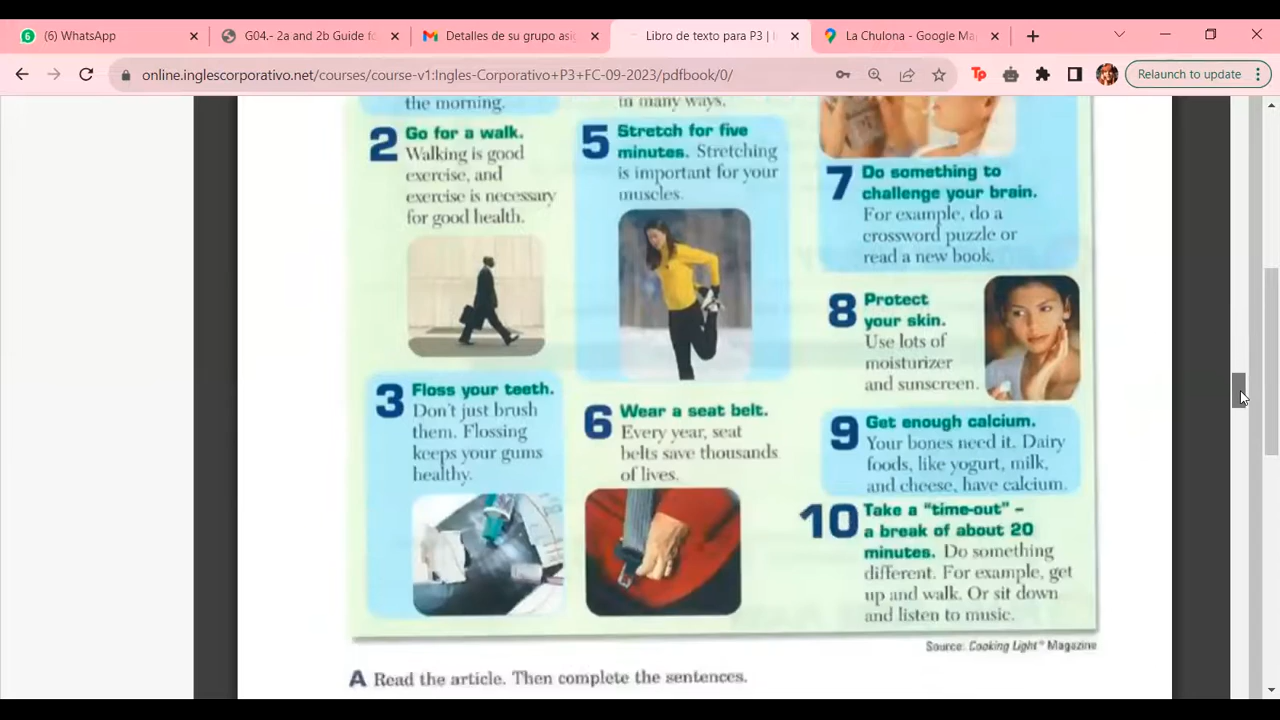 (6) WhatsApp
G04.- 2a and 2b Guide fo
Detalles de su grupo asig
Libro de texto para P3 | I
La Chulona - Google Ma
online.inglescorporativo.net/courses/course-v1:Ingles-Corporativo+P3+FC-09-2023/pdfbook/0/
Relaunch to update
the morning.
2 Go for a walk.
Walking is good
exercise, and
exercise is necessary
for good health.
3 Floss your teeth.
Don't just brush
them. Flossing
keeps your gums
healthy.
in many ways.
5 Stretch for five
minutes. Stretching
is important for your
muscles.
6 Wear a seat belt.
Every year, seat
belts save thousands
of lives.
7 Do something to
challenge your brain.
For example, do a
crossword puzzle or
read a new book.
8 Protect
your skin.
Use lots of
moisturizer
and sunscreen.
9 Get enough calcium.
Your bones need it. Dairy
foods, like yogurt, milk,
and cheese, have calcium.
10 Take a "time-out" –
a break of about 20
minutes. Do something
different. For example, get
up and walk. Or sit down
and listen to music.
Source: Cooking Light® Magazine
A Read the article. Then complete the sentences.